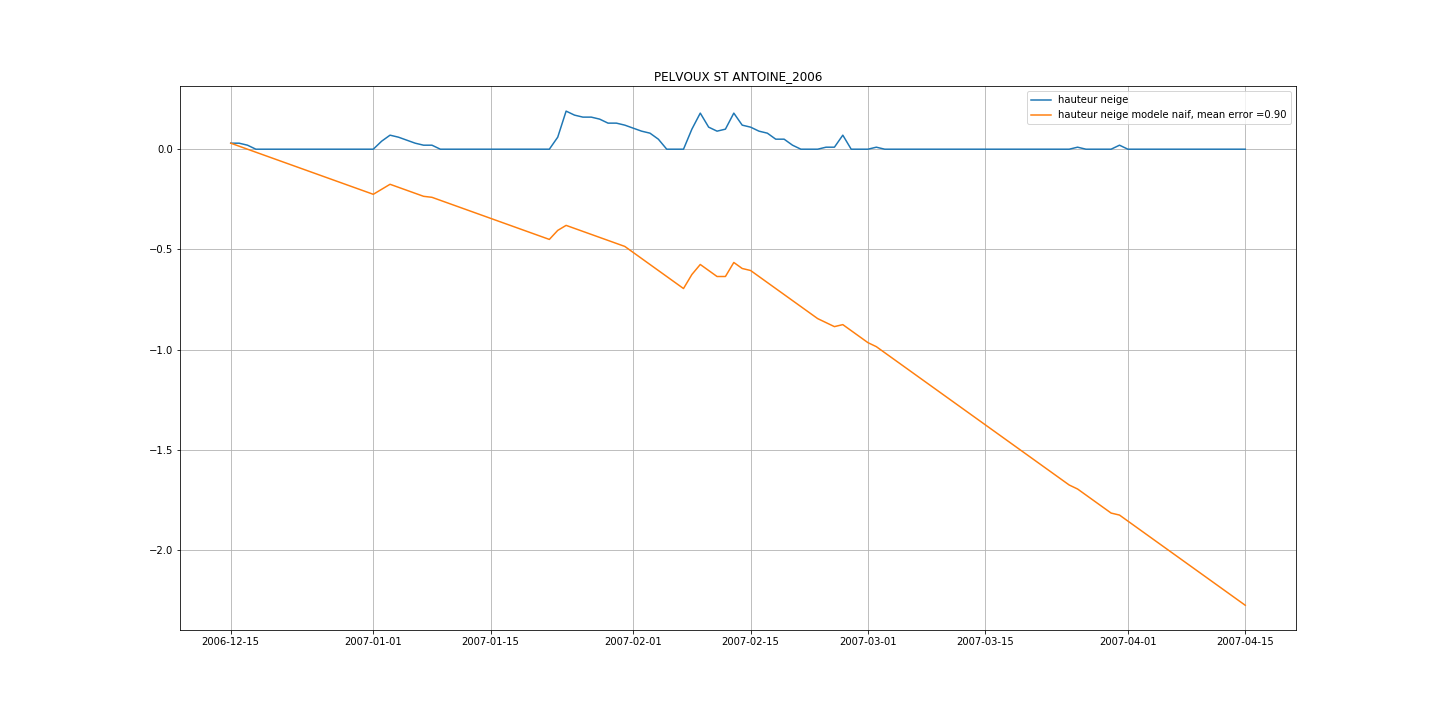 PELVOUX ST ANTOINE_2006
hauteur neige
hauteur neige modele naif, mean error =0.90
0.0
−0.5
−1.0
−1.5
−2.0
2006-12-15 2007-01-01 2007-01-15 2007-02-01 2007-02-15 2007-03-01 2007-03-15 2007-04-01 2007-04-15